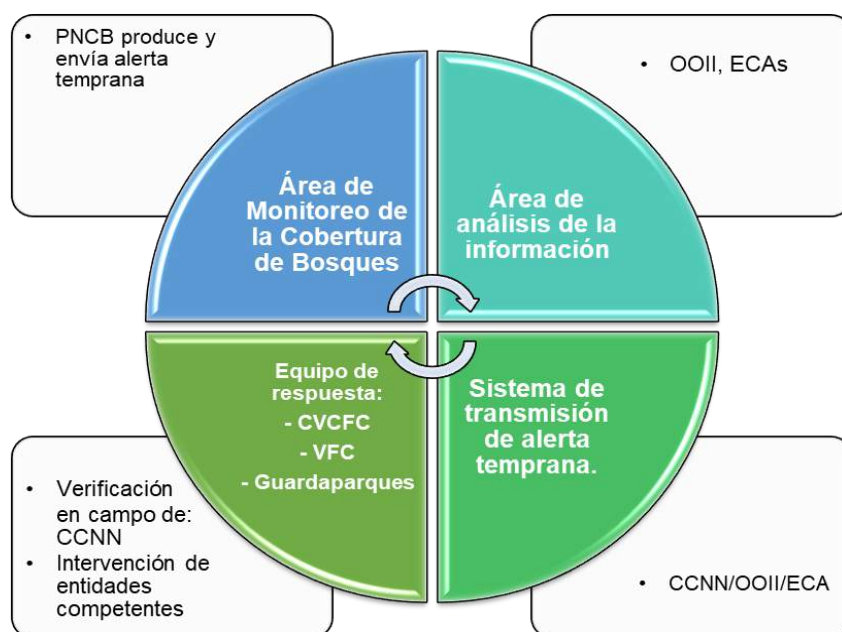 • PNCB produce y
envía alerta
temprana
• OOII, ECAs
Área de
Monitoreo de
la Cobertura
de Bosques
Área de
análisis de la
información
Equipo de
respuesta:
- CVCFC
- VFC
- Guardaparques
Sistema de
transmisión
de alerta
temprana.
• Verificación
en campo de:
CCNN
• Intervención de
entidades
competentes
• CCNN/OOII/ECA